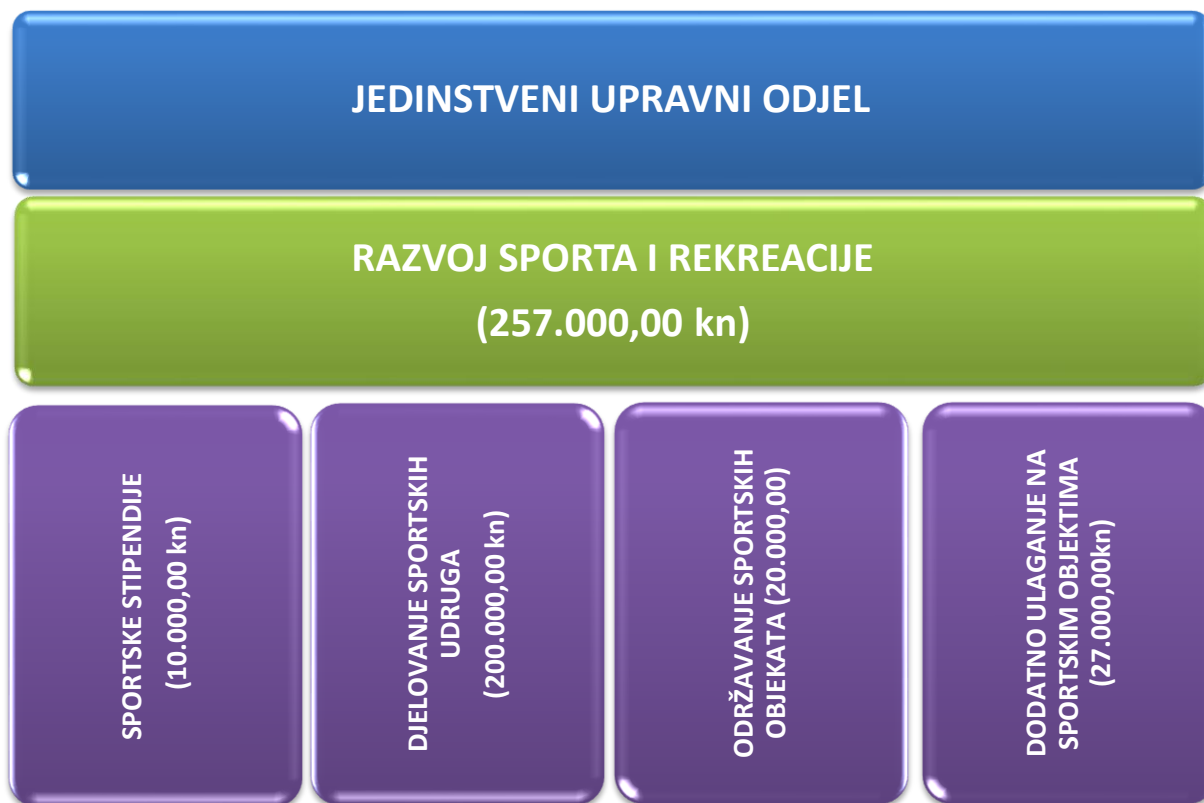 JEDINSTVENI UPRAVNI ODJEL
RAZVOJ SPORTA I REKREACIJE
(257.000,00 kn)
SPORTSKE STIPENDIJE
(10.000,00 kn)
DJELOVANJE SPORTSKIH
UDRUGA
(200.000,00 kn)
ODRŽAVANJE SPORTSKIH
OBJEKATA (20.000,00)
DODATNO ULAGANJE NA
SPORTSKIM OBJEKTIMA
(27.000,00kn)